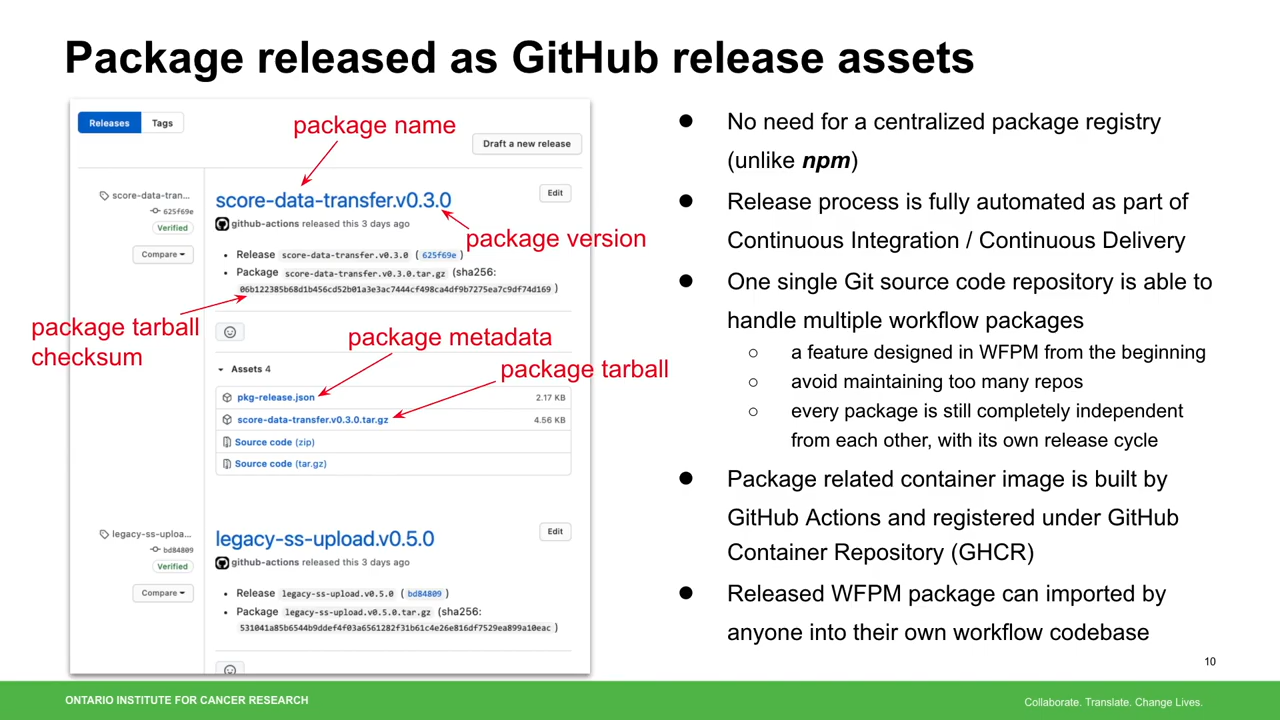 Package released as GitHub release assets
Releases
Tags
package name
Draft a new release
score-data-tran...
score-data-transfer.v0.3.0
Edit
625f69e
github-actions released this 3 days ago
Verified
package version
Compare
• Release score-data-transfer.v0.3.0 ( 625f69e )
• Package score-data-transfer.v0.3.0.tar.gz (sha256:
06b122385b68d1b456cd52b01a3e3ac7444cf498ca4df9b7275ea7c9df74d169 )
package tarball
checksum
package metadata
package tarball
Assets 4
pkg-release.json
2.17 KB
score-data-transfer.v0.3.0.tar.gz
4.56 KB
Source code (zip)
Source code (tar.gz)
legacy-ss-uploa...
legacy-ss-upload.v0.5.0
Edit
bd84809
github-actions released this 3 days ago
Verified
Compare
• Release legacy-ss-upload.v0.5.0 ( bd84809 )
• Package legacy-ss-upload.v0.5.0.tar.gz (sha256:
531041a85b6544b9ddef4f03a6561282f31b61c4e26e816df7529ea899a10eac )
● No need for a centralized package registry
(unlike npm)
● Release process is fully automated as part of
Continuous Integration / Continuous Delivery
● One single Git source code repository is able to
handle multiple workflow packages
○ a feature designed in WFPM from the beginning
○ avoid maintaining too many repos
○ every package is still completely independent
from each other, with its own release cycle
● Package related container image is built by
GitHub Actions and registered under GitHub
Container Repository (GHCR)
● Released WFPM package can imported by
anyone into their own workflow codebase
10
ONTARIO INSTITUTE FOR CANCER RESEARCH
Collaborate. Translate. Change Lives.